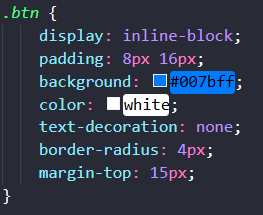 .btn {
display: inline-block;
padding: 8px 16px;
background: #007bff;
color: white;
text-decoration: none;
border-radius: 4px;
margin-top: 15px;
}